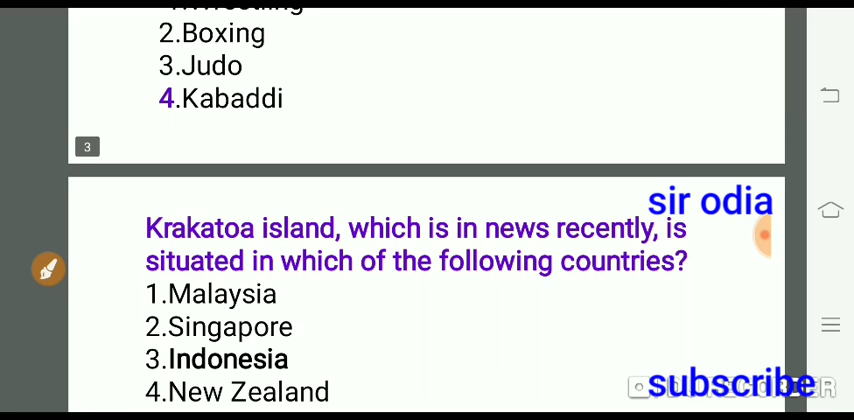 2.Boxing
3.Judo
4.Kabaddi
3
sir odia
Krakatoa island, which is in news recently, is
situated in which of the following countries?
1.Malaysia
2.Singapore
3.Indonesia
4.New Zealand
subscribe